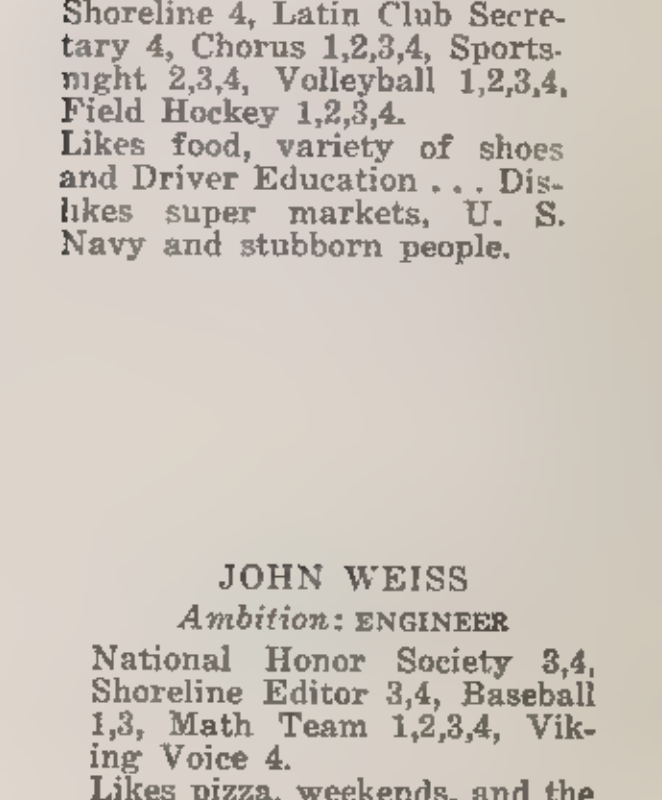 Shoreline 4, Latin Club Secre-
tary 4, Chorus 1,2,3,4, Sports-
night 2,3,4, Volleyball 1,2,3,4,
Field Hockey 1,2,3,4.
Likes food, variety of shoes
and Driver Education . . . Dis-
likes super markets, U. S.
Navy and stubborn people.
JOHN WEISS
Ambition: ENGINEER
National Honor Society 3,4,
Shoreline Editor 3,4, Baseball
1,3, Math Team 1,2,3,4, Vik-
ing Voice 4.
Likes pizza, weekends, and the